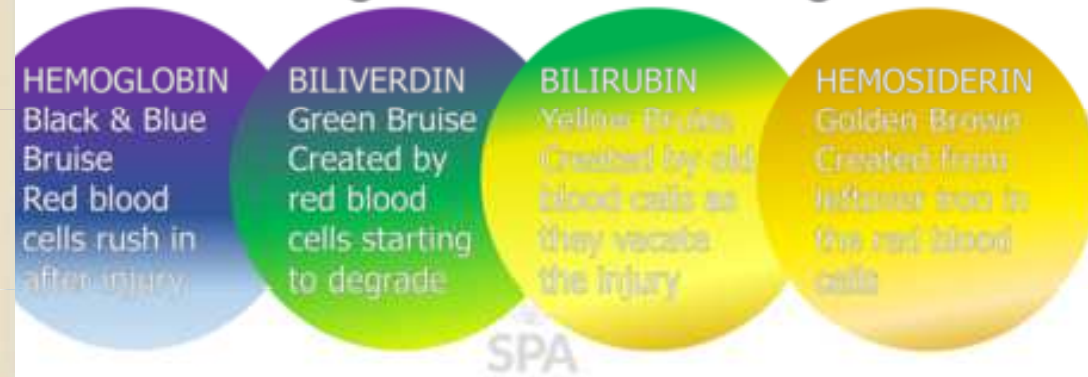 HEMOGLOBIN
Black & Blue
Bruise
Red blood
cells rush in
after injury.
BILIVERDIN
Green Bruise
Created by
red blood
cells starting
to degrade
BILIRUBIN
Yellow Bruise
Created by old
blood cells as
they vacate
the injury
HEMOSIDERIN
Golden Brown
Created from
leftover iron in
the red blood
cells
SPA